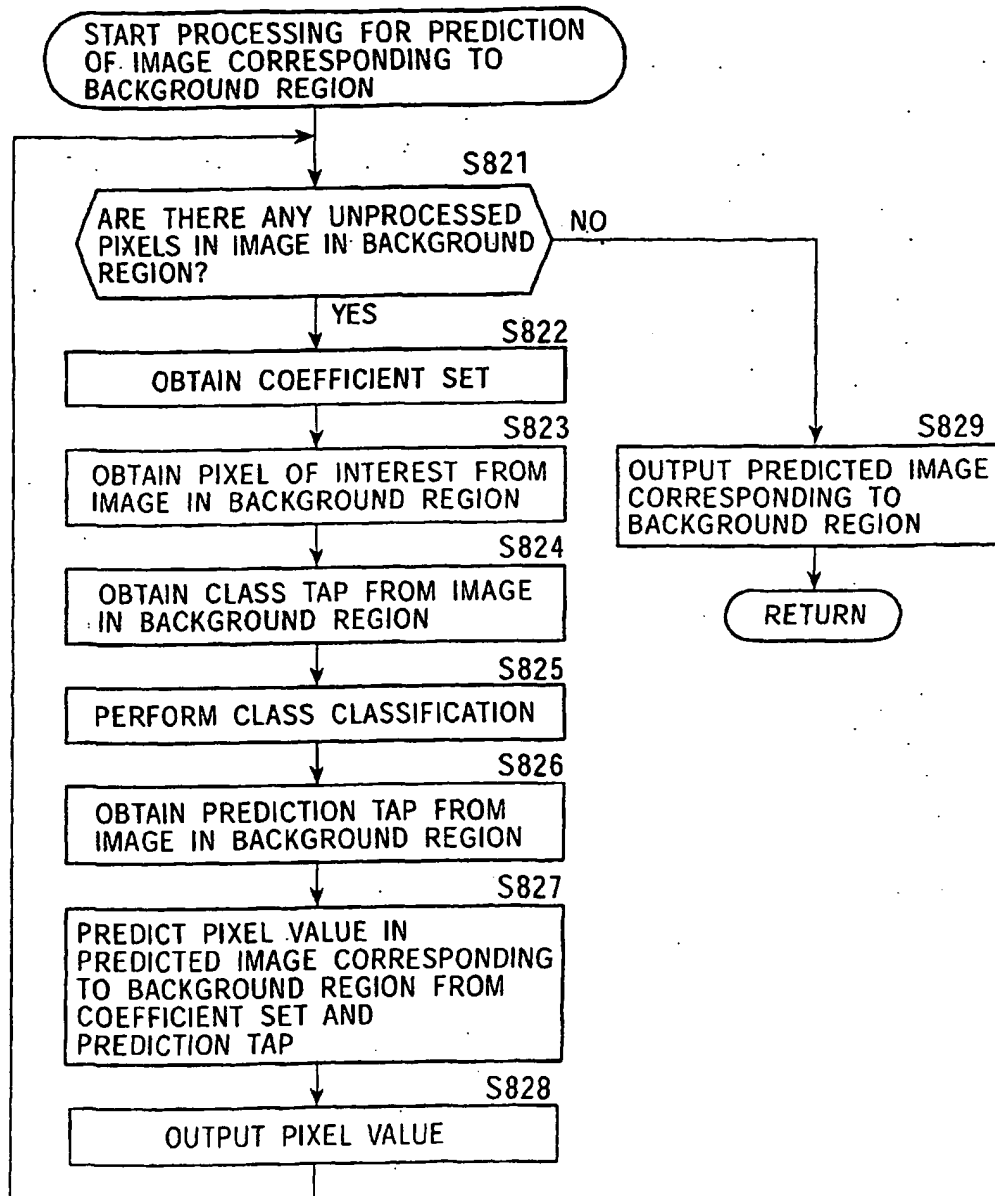 START PROCESSING FOR PREDICTION
OF IMAGE CORRESPONDING TO
BACKGROUND REGION
S821
ARE THERE ANY UNPROCESSED
PIXELS IN IMAGE IN BACKGROUND
REGION?
NO
YES
S822
OBTAIN COEFFICIENT SET
S823
OBTAIN PIXEL OF INTEREST FROM
IMAGE IN BACKGROUND REGION
S824
OBTAIN CLASS TAP FROM IMAGE
IN BACKGROUND REGION
S825
PERFORM CLASS CLASSIFICATION
S826
OBTAIN PREDICTION TAP FROM
IMAGE IN BACKGROUND REGION
S827
PREDICT PIXEL VALUE IN
PREDICTED IMAGE CORRESPONDING
TO BACKGROUND REGION FROM
COEFFICIENT SET AND
PREDICTION TAP
S828
OUTPUT PIXEL VALUE
S829
OUTPUT PREDICTED IMAGE
CORRESPONDING TO
BACKGROUND REGION
RETURN